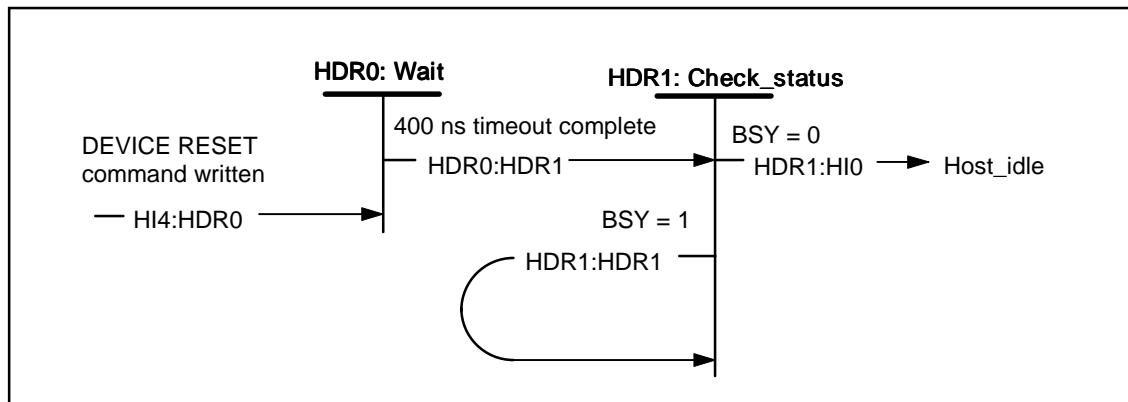 HDR0: Wait
HDR1: Check_status
400 ns timeout complete
BSY = 0
DEVICE RESET
command written
HDR0:HDR1
HDR1:HI0
Host_idle
HI4:HDR0
BSY = 1
HDR1:HDR1